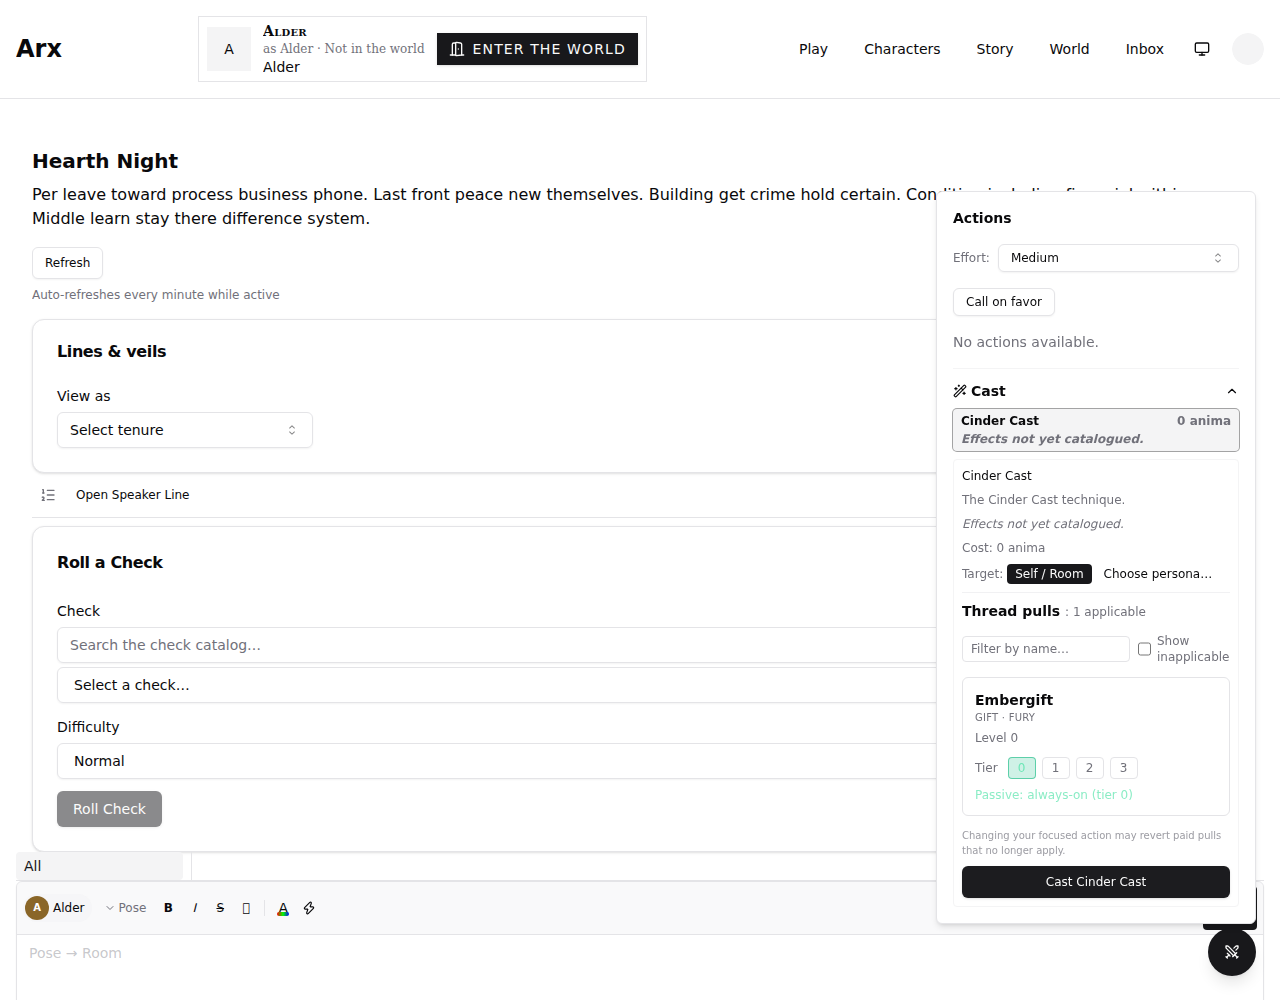 Arx
A
Alder
as Alder · Not in the world
Alder
ENTER THE WORLD
Play
Characters
Story
World
Inbox
Hearth Night
Per leave toward process business phone. Last front peace new themselves. Building get crime hold certain.
Middle learn stay there difference system.
Refresh
Auto-refreshes every minute while active
Lines & veils
View as
Select tenure
Open Speaker Line
Roll a Check
Check
Search the check catalog...
Select a check...
Difficulty
Normal
Roll Check
All
A
Alder
Pose
B
I
S
A
Pose → Room
Actions
Effort:
Medium
Call on favor
No actions available.
Cast
Cinder Cast
0 anima
Effects not yet catalogued.
Cinder Cast
The Cinder Cast technique.
Effects not yet catalogued.
Cost: 0 anima
Target:
Self / Room
Choose persona...
Thread pulls : 1 applicable
Filter by name...
Show
inapplicable
Embergift
GIFT · FURY
Level 0
Tier
0
1
2
3
Passive: always-on (tier 0)
Changing your focused action may revert paid pulls
that no longer apply.
Cast Cinder Cast